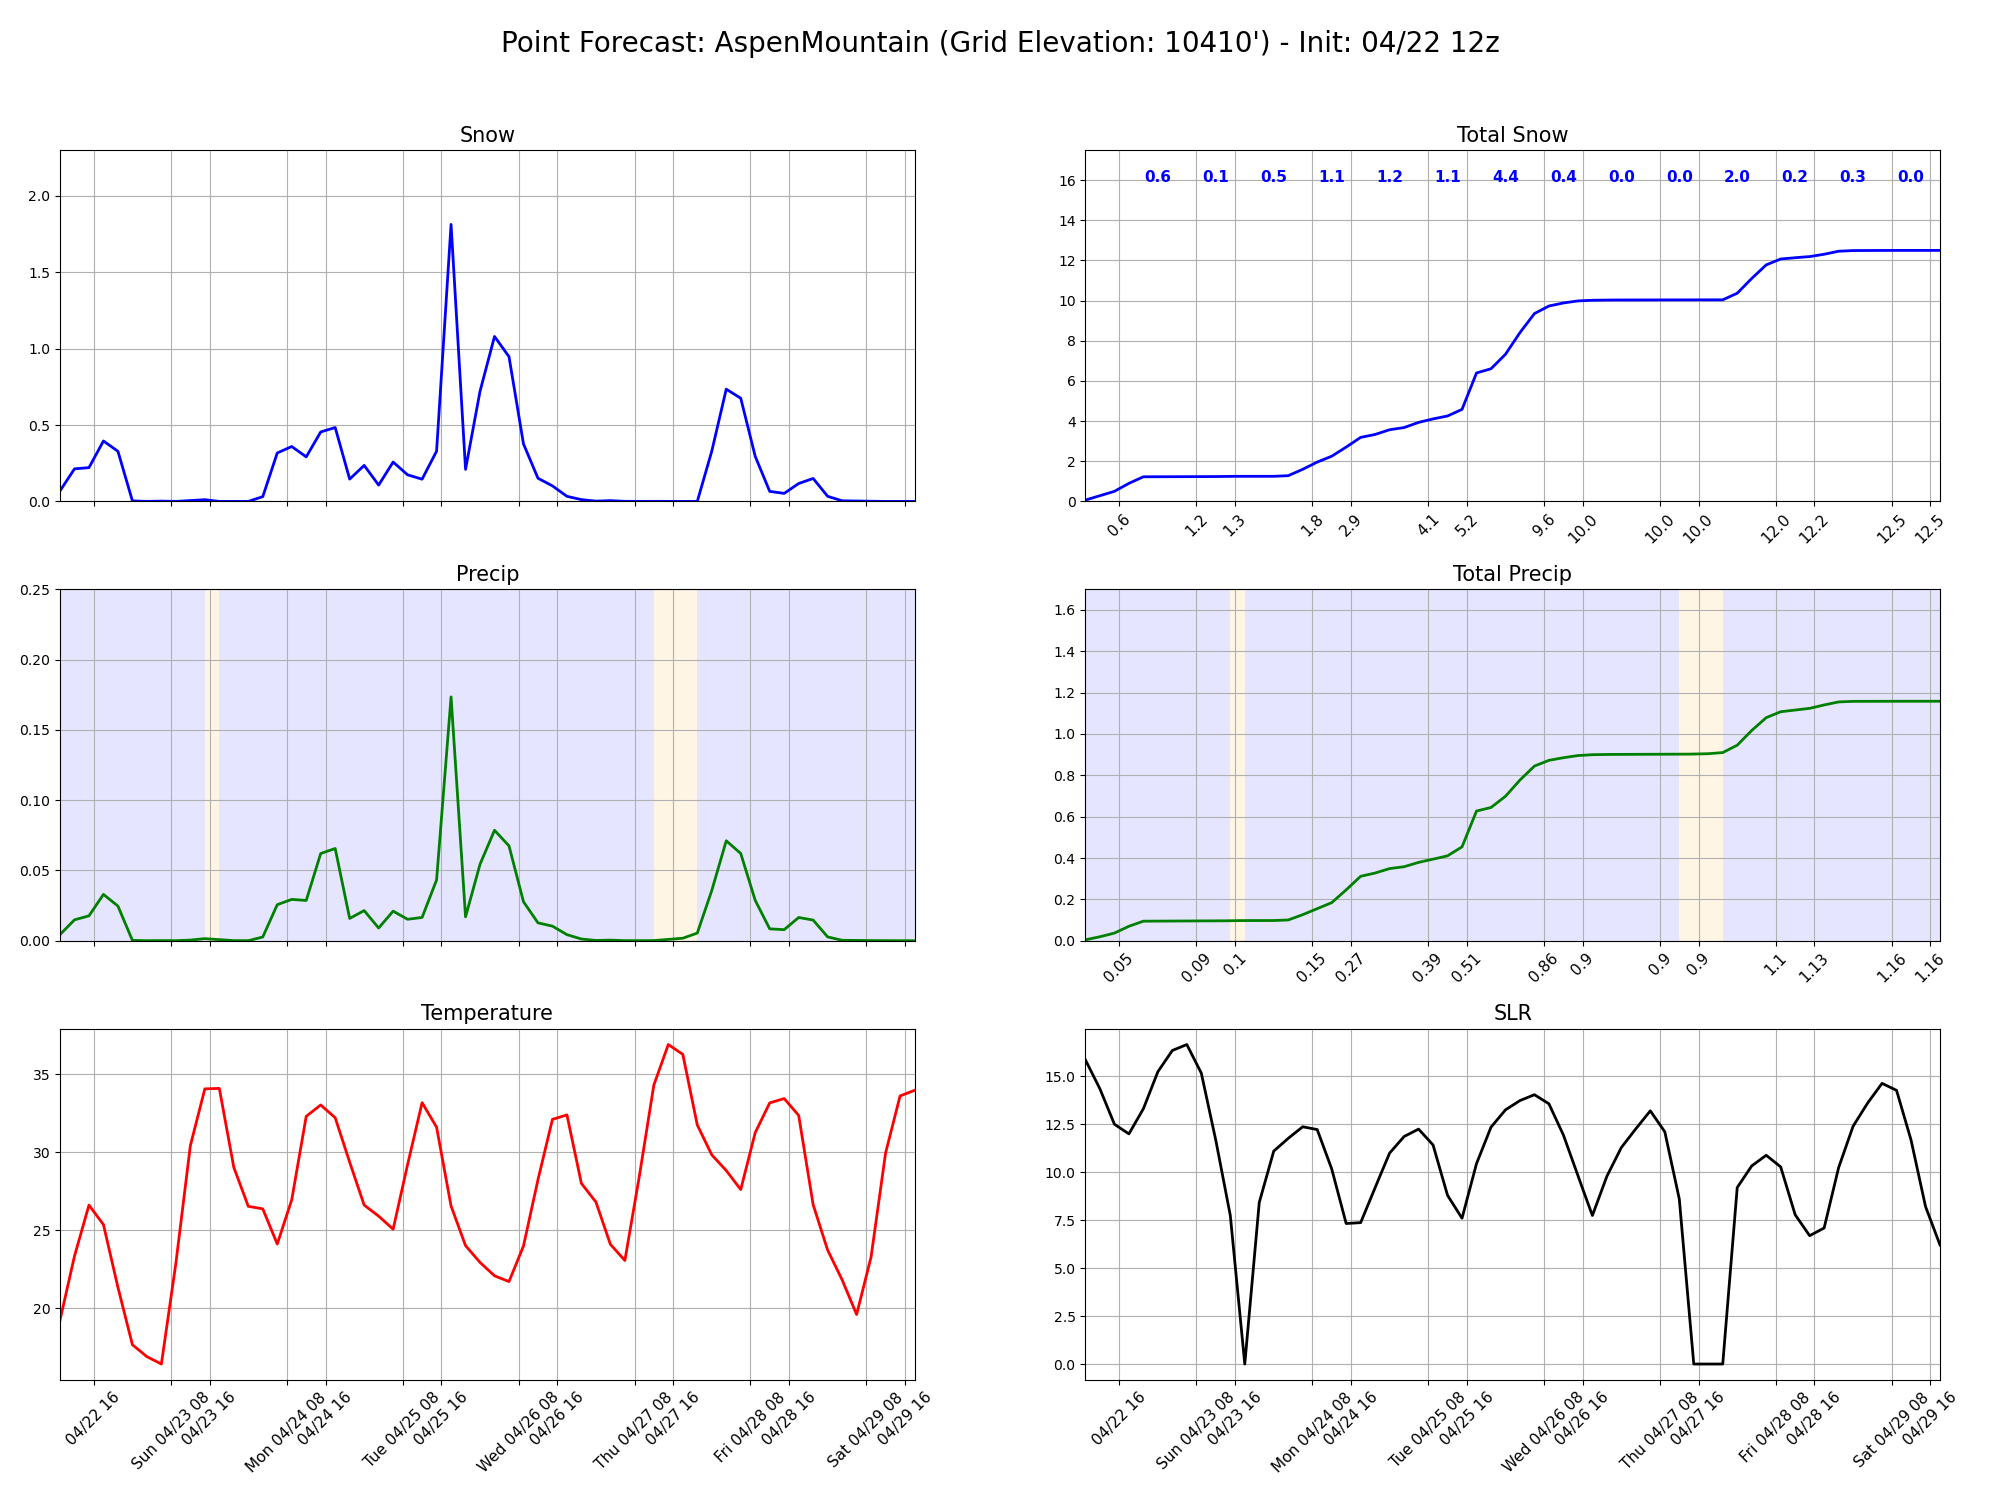 Point Forecast: AspenMountain (Grid Elevation: 10410') - Init: 04/22 12z
Snow
2.0
1.5
1.0
0.5
0.0
Total Snow
0.6 0.1 0.5 1.1 1.2 1.1 4.4 0.4 0.0 0.0 2.0 0.2 0.3 0.0
16
14
12
10
8
6
4
2
0
0.6 1.2 1.3 1.8 2.9 4.1 5.2 9.6 10.0 10.0 10.0 12.0 12.2 12.5 12.5
Precip
0.25
0.20
0.15
0.10
0.05
0.00
Total Precip
1.6
1.4
1.2
1.0
0.8
0.6
0.4
0.2
0.0
0.05 0.09 0.1 0.15 0.27 0.39 0.51 0.86 0.9 0.9 0.9 1.1 1.13 1.16 1.16
Temperature
35
30
25
20
04/22 16
Sun 04/23 08
04/23 16
Mon 04/24 08
04/24 16
Tue 04/25 08
04/25 16
Wed 04/26 08
04/26 16
Thu 04/27 08
04/27 16
Fri 04/28 08
04/28 16
Sat 04/29 08
04/29 16
SLR
15.0
12.5
10.0
7.5
5.0
2.5
0.0
04/22 16
Sun 04/23 08
04/23 16
Mon 04/24 08
04/24 16
Tue 04/25 08
04/25 16
Wed 04/26 08
04/26 16
Thu 04/27 08
04/27 16
Fri 04/28 08
04/28 16
Sat 04/29 08
04/29 16